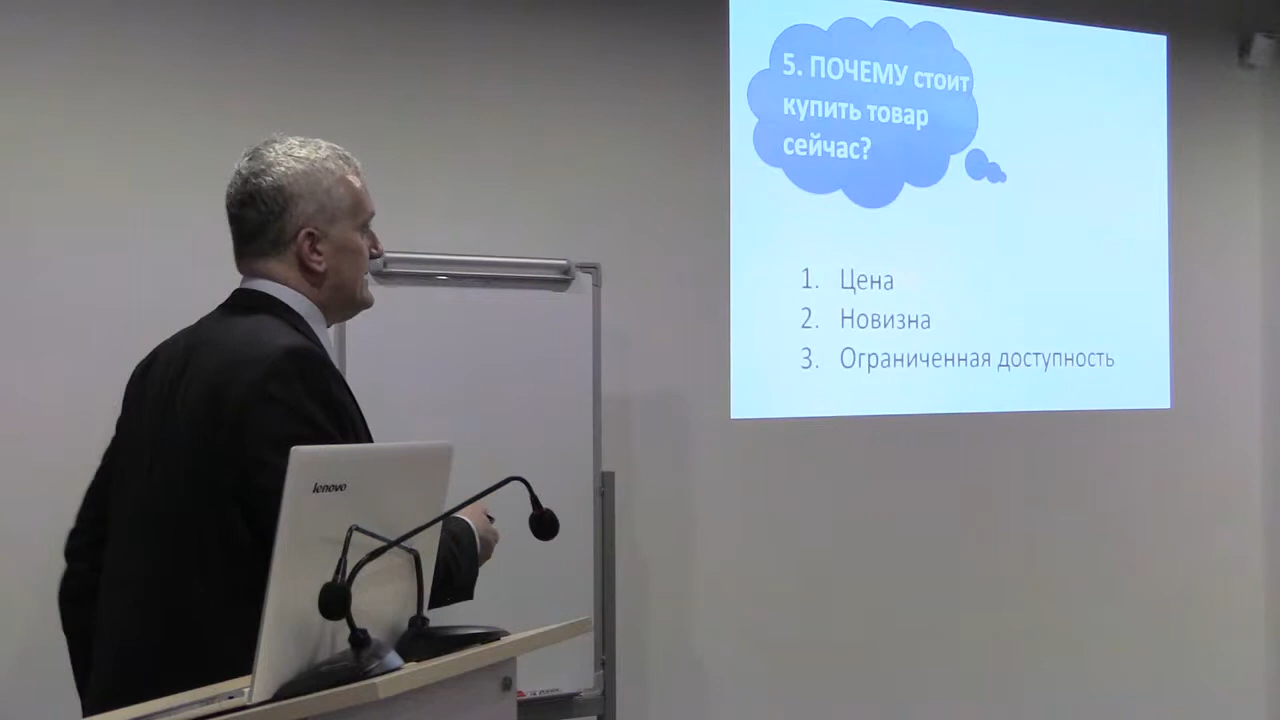 5. ПОЧЕМУ стоит
купить товар
сейчас?
1. Цена
2. Новизна
3. Ограниченная доступность
lenovo